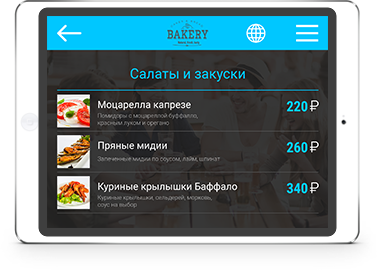 BAKERY
Салаты и закуски
Моцарелла капрезе
220 ₽
Помидоры с моцареллой буффалло,
красным луком и орегано
Пряные мидии
260 ₽
Запеченные мидии по соусом, лайм, шпинат
Куриные крылышки Баффало
340 ₽
Куриные крылышки, сельдерей, морковь,
соус на выбор